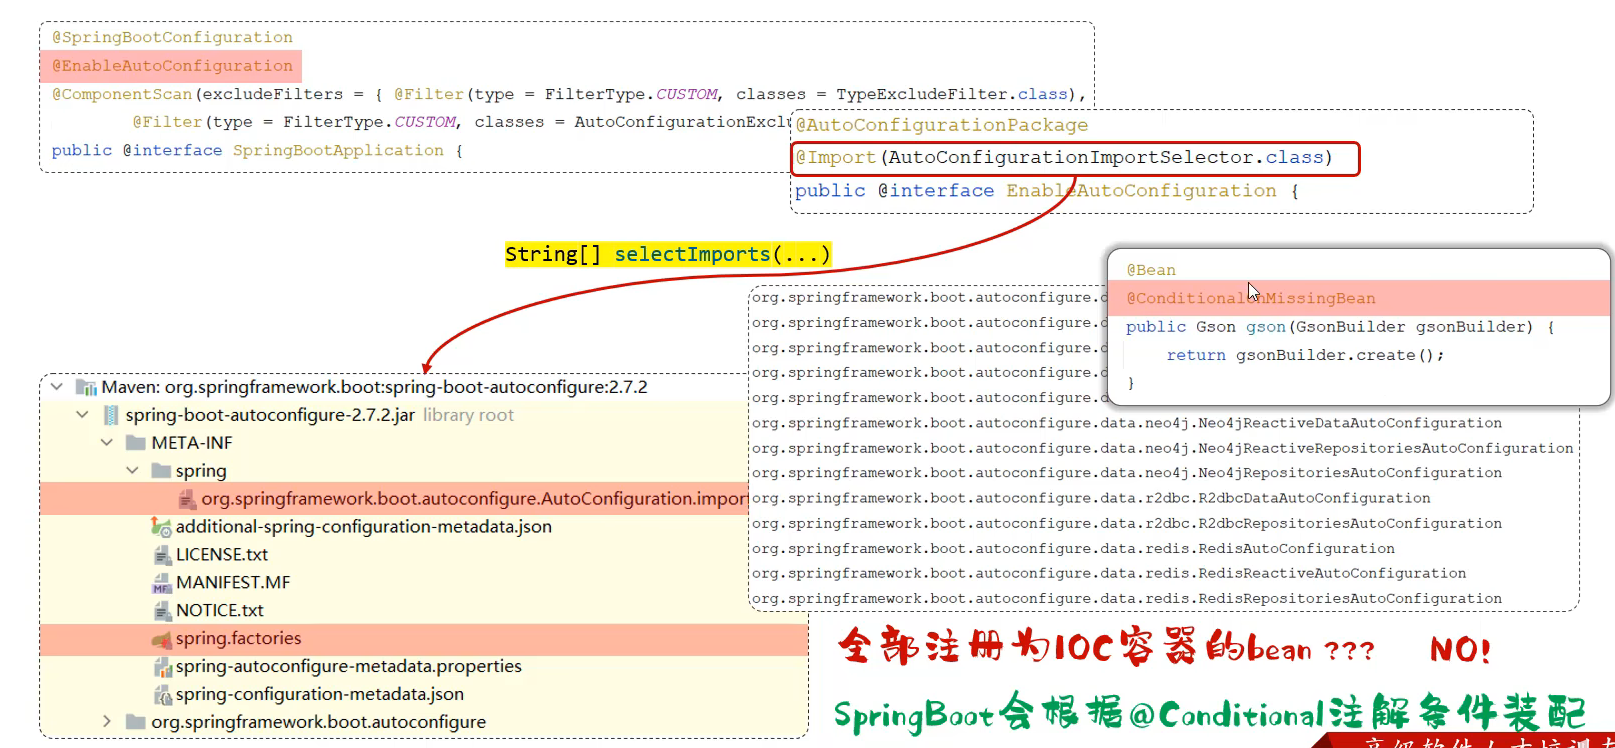 @SpringBootConfiguration
@EnableAutoConfiguration
@ComponentScan(excludeFilters = { @Filter(type = FilterType.CUSTOM, classes = TypeExcludeFilter.class),
@Filter(type = FilterType.CUSTOM, classes = AutoConfigurationExclu
public @interface SpringBootApplication {
@AutoConfigurationPackage
@Import(AutoConfigurationImportSelector.class)
public @interface EnableAutoConfiguration {
String[] selectImports(...)
@Bean
@ConditionalOnMissingBean
public Gson gson(GsonBuilder gsonBuilder) {
return gsonBuilder.create();
}
org.springframework.boot.autoconfigure.d
org.springframework.boot.autoconfigure.d
org.springframework.boot.autoconfigure.d
org.springframework.boot.autoconfigure.d
org.springframework.boot.autoconfigure.d
org.springframework.boot.autoconfigure.data.neo4j.Neo4jReactiveDataAutoConfiguration
org.springframework.boot.autoconfigure.data.neo4j.Neo4jReactiveRepositoriesAutoConfiguration
org.springframework.boot.autoconfigure.data.neo4j.Neo4jRepositoriesAutoConfiguration
org.springframework.boot.autoconfigure.data.r2dbc.R2dbcDataAutoConfiguration
org.springframework.boot.autoconfigure.data.r2dbc.R2dbcRepositoriesAutoConfiguration
org.springframework.boot.autoconfigure.data.redis.RedisAutoConfiguration
org.springframework.boot.autoconfigure.data.redis.RedisReactiveAutoConfiguration
org.springframework.boot.autoconfigure.data.redis.RedisRepositoriesAutoConfiguration
Maven: org.springframework.boot:spring-boot-autoconfigure:2.7.2
spring-boot-autoconfigure-2.7.2.jar library root
META-INF
spring
org.springframework.boot.autoconfigure.AutoConfiguration.import
additional-spring-configuration-metadata.json
LICENSE.txt
MANIFEST.MF
NOTICE.txt
spring.factories
spring-autoconfigure-metadata.properties
spring-configuration-metadata.json
org.springframework.boot.autoconfigure
全部注册为IOC容器的bean ??? NO!
SpringBoot会根据@Conditional注解条件装配